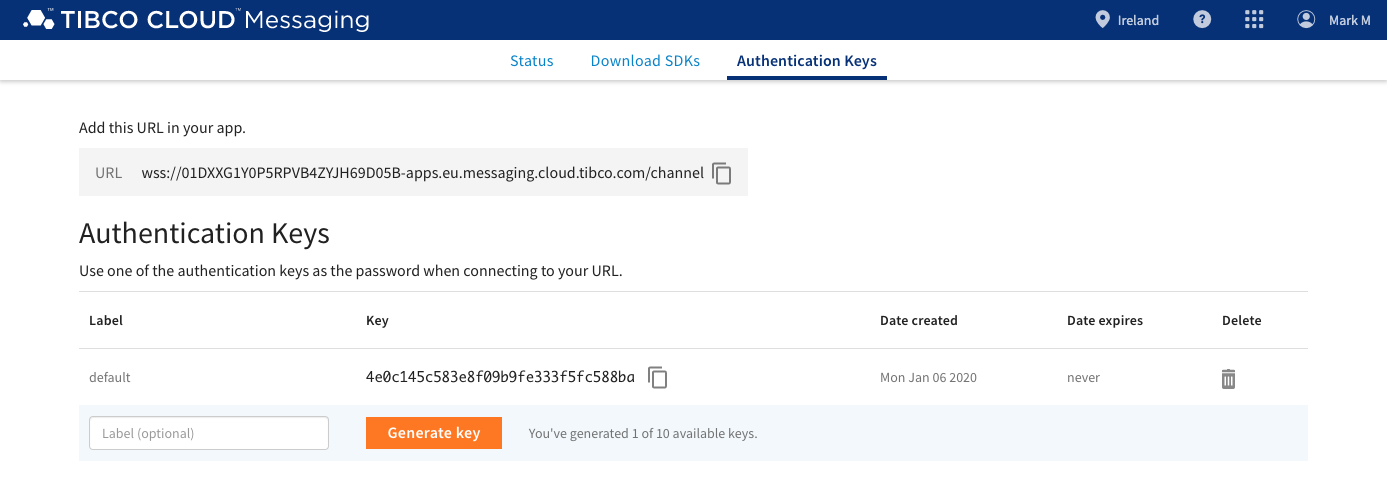 TIBCO CLOUD™ Messaging
Ireland
?
Mark M
Status
Download SDKs
Authentication Keys
Add this URL in your app.
URL wss://01DXXG1Y0P5RPVB4ZYJH69D05B-apps.eu.messaging.cloud.tibco.com/channel
Authentication Keys
Use one of the authentication keys as the password when connecting to your URL.
Label Key Date created Date expires Delete
default 4e0c145c583e8f09b9fe333f5fc588ba Mon Jan 06 2020 never
Label (optional) Generate key You've generated 1 of 10 available keys.